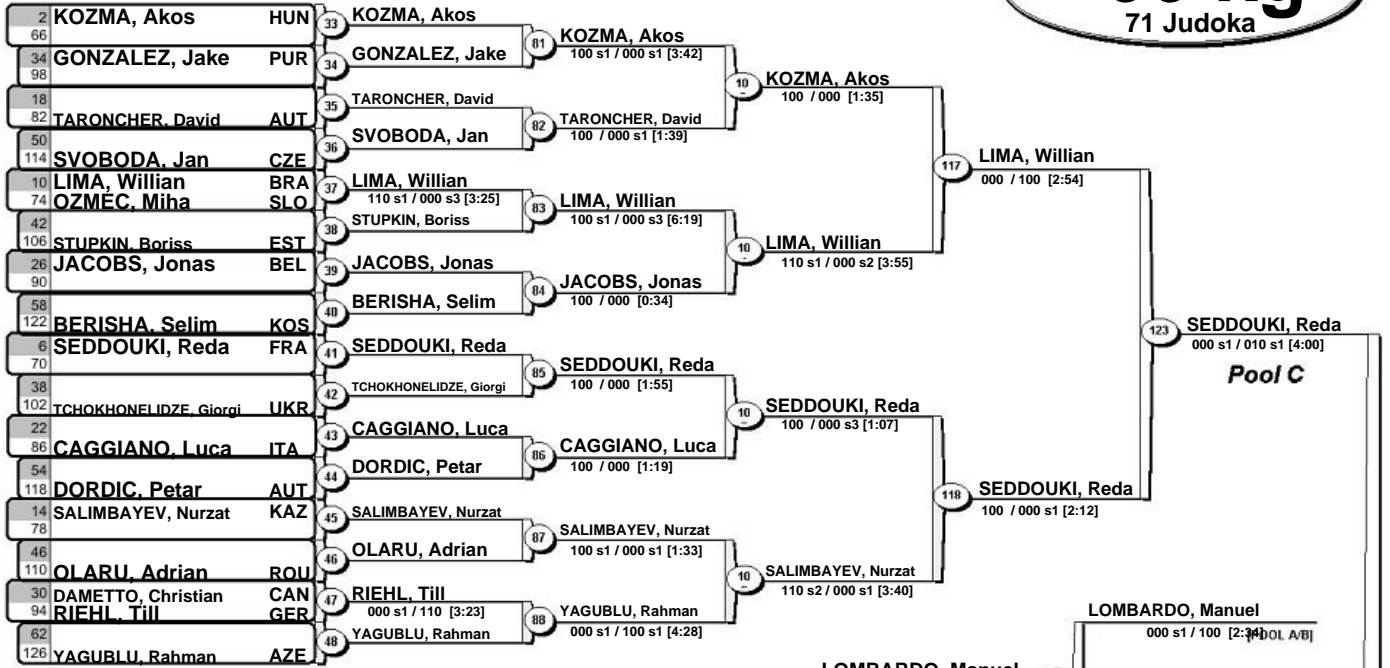 71 Judoka
2 KOZMA, Akos HUN
66
34 GONZALEZ, Jake PUR
98
18
82 TARONCHER, David AUT
50
114 SVOBODA, Jan CZE
10 LIMA, Willian BRA
74 OZMEC, Miha SLO
42
106 STUPKIN, Boriss EST
26 JACOBS, Jonas BEL
90
58
122 BERISHA, Selim KOS
6 SEDDOUKI, Reda FRA
70
38
102 TCHOKHONELIDZE, Giorgi UKR
22
86 CAGGIANO, Luca ITA
54
118 DORDIC, Petar AUT
14 SALIMBAYEV, Nurzat KAZ
78
46
110 OLARU, Adrian ROU
30 DAMETTO, Christian CAN
94 RIEHL, Till GER
62
126 YAGUBLU, Rahman AZE
33 KOZMA, Akos
34 GONZALEZ, Jake
35 TARONCHER, David
36 SVOBODA, Jan
37 LIMA, Willian
110 s1 / 000 s3 [3:25]
38 STUPKIN, Boriss
39 JACOBS, Jonas
40 BERISHA, Selim
41 SEDDOUKI, Reda
42 TCHOKHONELIDZE, Giorgi
43 CAGGIANO, Luca
44 DORDIC, Petar
45 SALIMBAYEV, Nurzat
46 OLARU, Adrian
47 RIEHL, Till
000 s1 / 110 [3:23]
48 YAGUBLU, Rahman
81 KOZMA, Akos
100 s1 / 000 s1 [3:42]
82 TARONCHER, David
100 / 000 s1 [1:39]
83 LIMA, Willian
100 s1 / 000 s3 [6:19]
84 JACOBS, Jonas
100 / 000 [0:34]
85 SEDDOUKI, Reda
100 / 000 [1:55]
86 CAGGIANO, Luca
100 / 000 [1:19]
87 SALIMBAYEV, Nurzat
100 s1 / 000 s1 [1:33]
88 YAGUBLU, Rahman
000 s1 / 100 s1 [4:28]
10 KOZMA, Akos
100 / 000 [1:35]
10 LIMA, Willian
110 s1 / 000 s2 [3:55]
10 SEDDOUKI, Reda
100 / 000 s3 [1:07]
10 SALIMBAYEV, Nurzat
110 s2 / 000 s1 [3:40]
117 LIMA, Willian
000 / 100 [2:54]
118 SEDDOUKI, Reda
100 / 000 s1 [2:12]
123 SEDDOUKI, Reda
000 s1 / 010 s1 [4:00]
Pool C
LOMBARDO, Manuel
000 s1 / 100 [2:34]
[POOL A/B]
LOMBARDO, Manuel